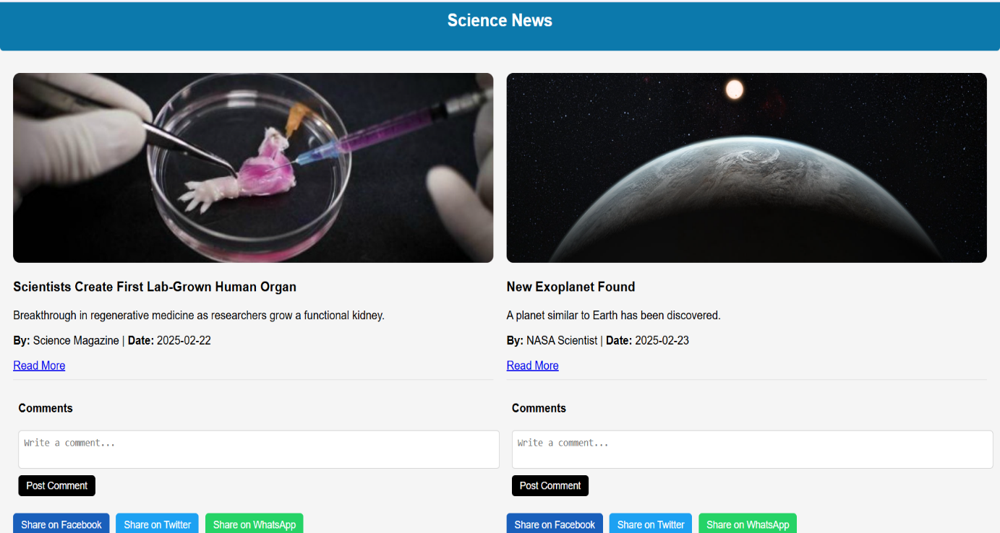 Science News
Scientists Create First Lab-Grown Human Organ
Breakthrough in regenerative medicine as researchers grow a functional kidney.
By: Science Magazine | Date: 2025-02-22
Read More
Comments
Write a comment...
Post Comment
Share on Facebook Share on Twitter Share on WhatsApp
New Exoplanet Found
A planet similar to Earth has been discovered.
By: NASA Scientist | Date: 2025-02-23
Read More
Comments
Write a comment...
Post Comment
Share on Facebook Share on Twitter Share on WhatsApp